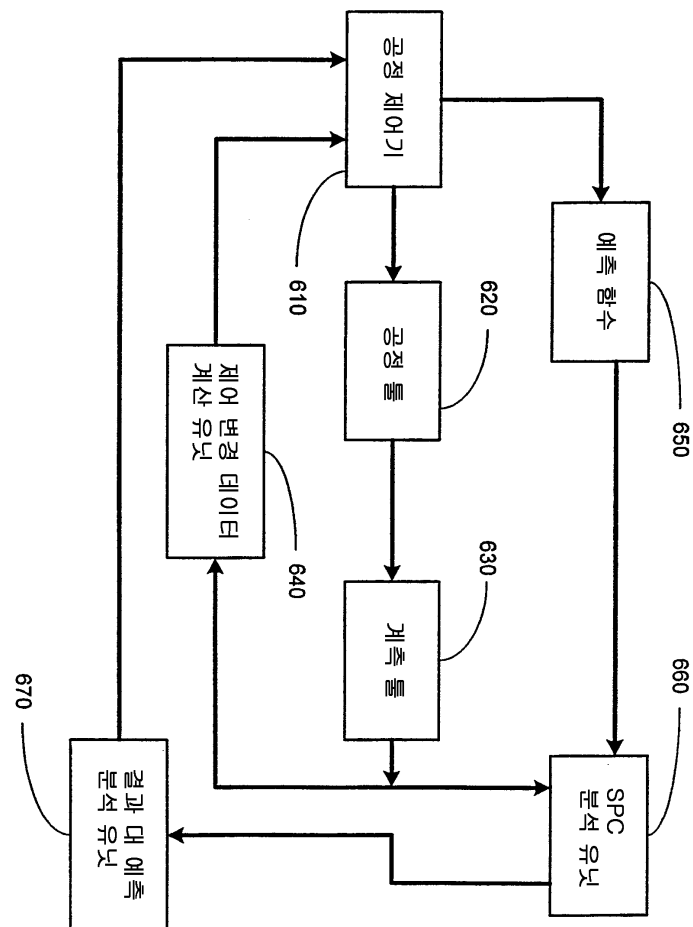 공정 제어기
610
공정 툴
620
계측 툴
630
제어 변경 데이터
계산 유닛
640
예측 함수
650
SPC
분석 유닛
660
결과 대 예측
분석 유닛
670